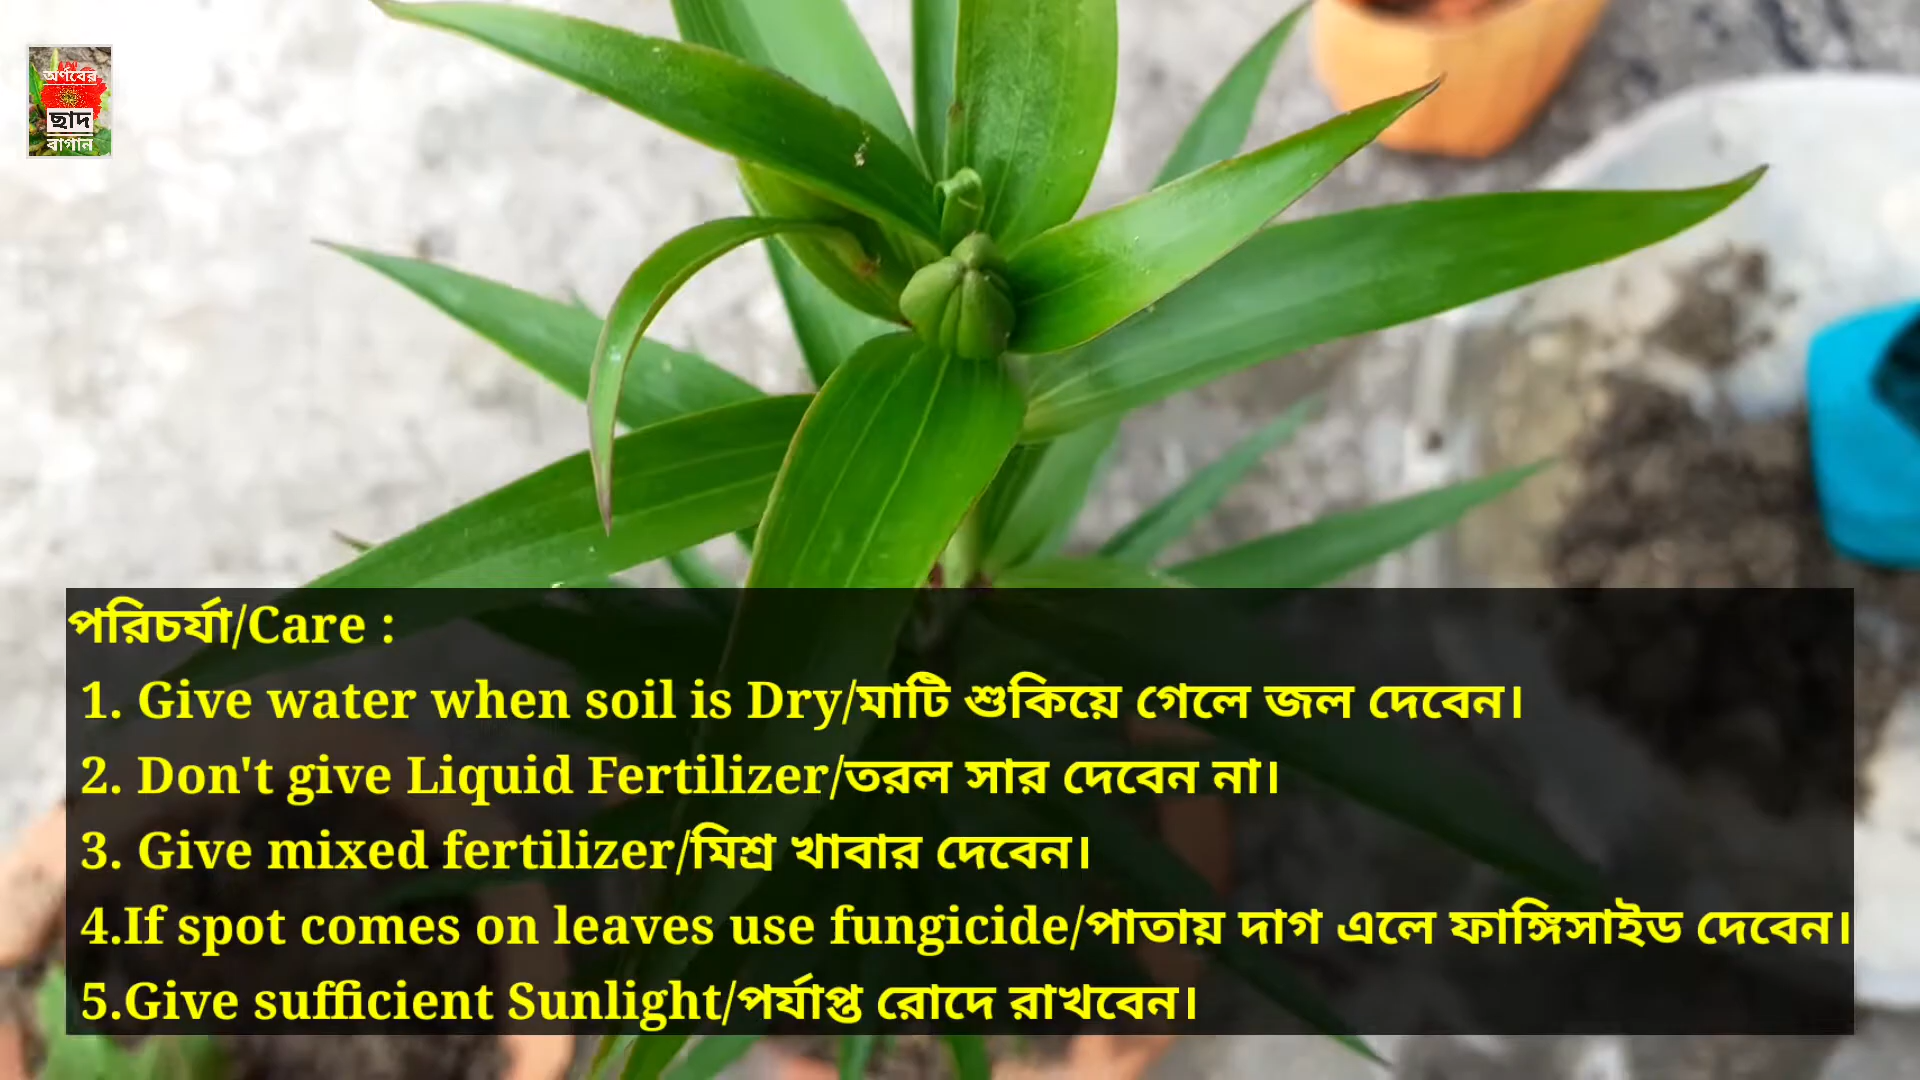 অর্ণবের
ছাদ
বাগান
পরিচর্যা/Care :
1. Give water when soil is Dry/মাটি শুকিয়ে গেলে জল দেবেন।
2. Don't give Liquid Fertilizer/তরল সার দেবেন না।
3. Give mixed fertilizer/মিশ্র খাবার দেবেন।
4.If spot comes on leaves use fungicide/পাতায় দাগ এলে ফাঙ্গিসাইড দেবেন।
5.Give sufficient Sunlight/পর্যাপ্ত রোদে রাখবেন।